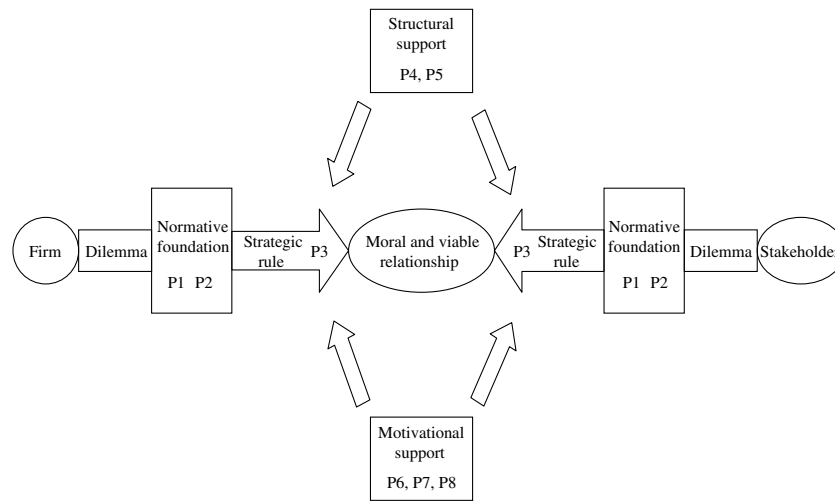 Structural
support
P4, P5
Firm
Dilemma
Normative
foundation
P1 P2
Strategic
rule
P3
Moral and viable
relationship
P3
Strategic
rule
Normative
foundation
P1 P2
Dilemma
Stakeholder
Motivational
support
P6, P7, P8